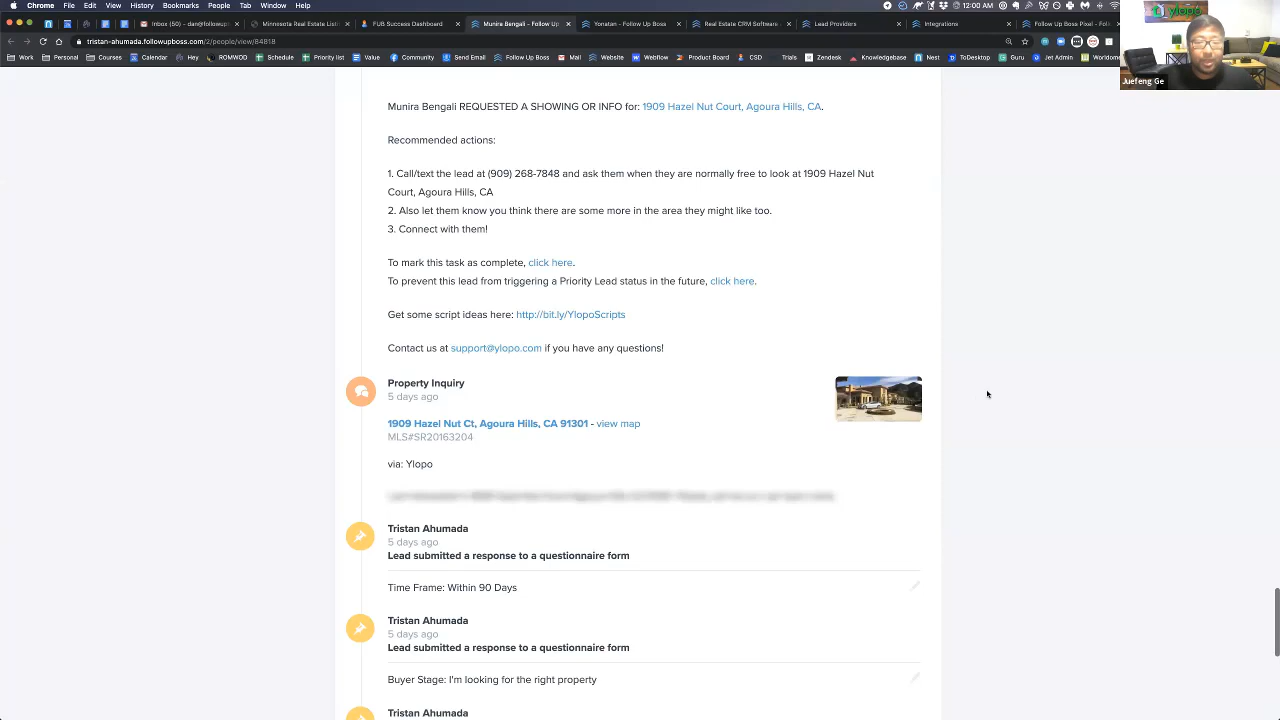 Chrome File Edit View History Bookmarks People Tab Window Help
12:00 AM
Inbox (50) - dan@followupb
Minnesota Real Estate Listi
FUB Success Dashboard
Munira Bengali - Follow Up
Yonatan - Follow Up Boss
Real Estate CRM Software -
Lead Providers
Integrations
Follow Up Boss Pixel - Fol
tristan-ahumada.followupboss.com/2/people/view/84818
Work Personal Courses Calendar Hey ROMWOD Schedule Priority list Value Community Send Email Follow Up Boss Mail Website Webflow Product Board CSD Trials Zendesk Knowledgebase Nest ToDesktop Guru Jet Admin Worldome
ylopo
Juefeng Ge
Munira Bengali REQUESTED A SHOWING OR INFO for: 1909 Hazel Nut Court, Agoura Hills, CA.
Recommended actions:
1. Call/text the lead at (909) 268-7848 and ask them when they are normally free to look at 1909 Hazel Nut
Court, Agoura Hills, CA
2. Also let them know you think there are some more in the area they might like too.
3. Connect with them!
To mark this task as complete, click here.
To prevent this lead from triggering a Priority Lead status in the future, click here.
Get some script ideas here: http://bit.ly/YlopoScripts
Contact us at support@ylopo.com if you have any questions!
Property Inquiry
5 days ago
1909 Hazel Nut Ct, Agoura Hills, CA 91301 - view map
MLS#SR20163204
via: Ylopo
Tristan Ahumada
5 days ago
Lead submitted a response to a questionnaire form
Time Frame: Within 90 Days
Tristan Ahumada
5 days ago
Lead submitted a response to a questionnaire form
Buyer Stage: I'm looking for the right property
Tristan Ahumada